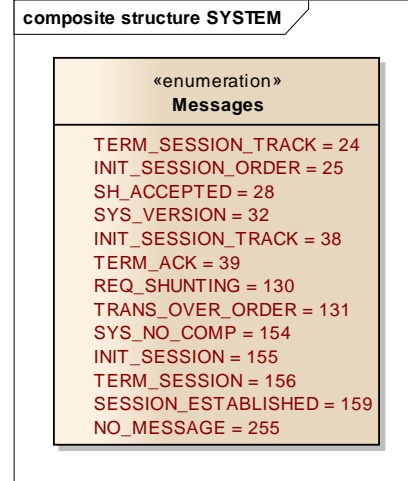 composite structure SYSTEM
«enumeration»
Messages
TERM_SESSION_TRACK = 24
INIT_SESSION_ORDER = 25
SH_ACCEPTED = 28
SYS_VERSION = 32
INIT_SESSION_TRACK = 38
TERM_ACK = 39
REQ_SHUNTING = 130
TRANS_OVER_ORDER = 131
SYS_NO_COMP = 154
INIT_SESSION = 155
TERM_SESSION = 156
SESSION_ESTABLISHED = 159
NO_MESSAGE = 255